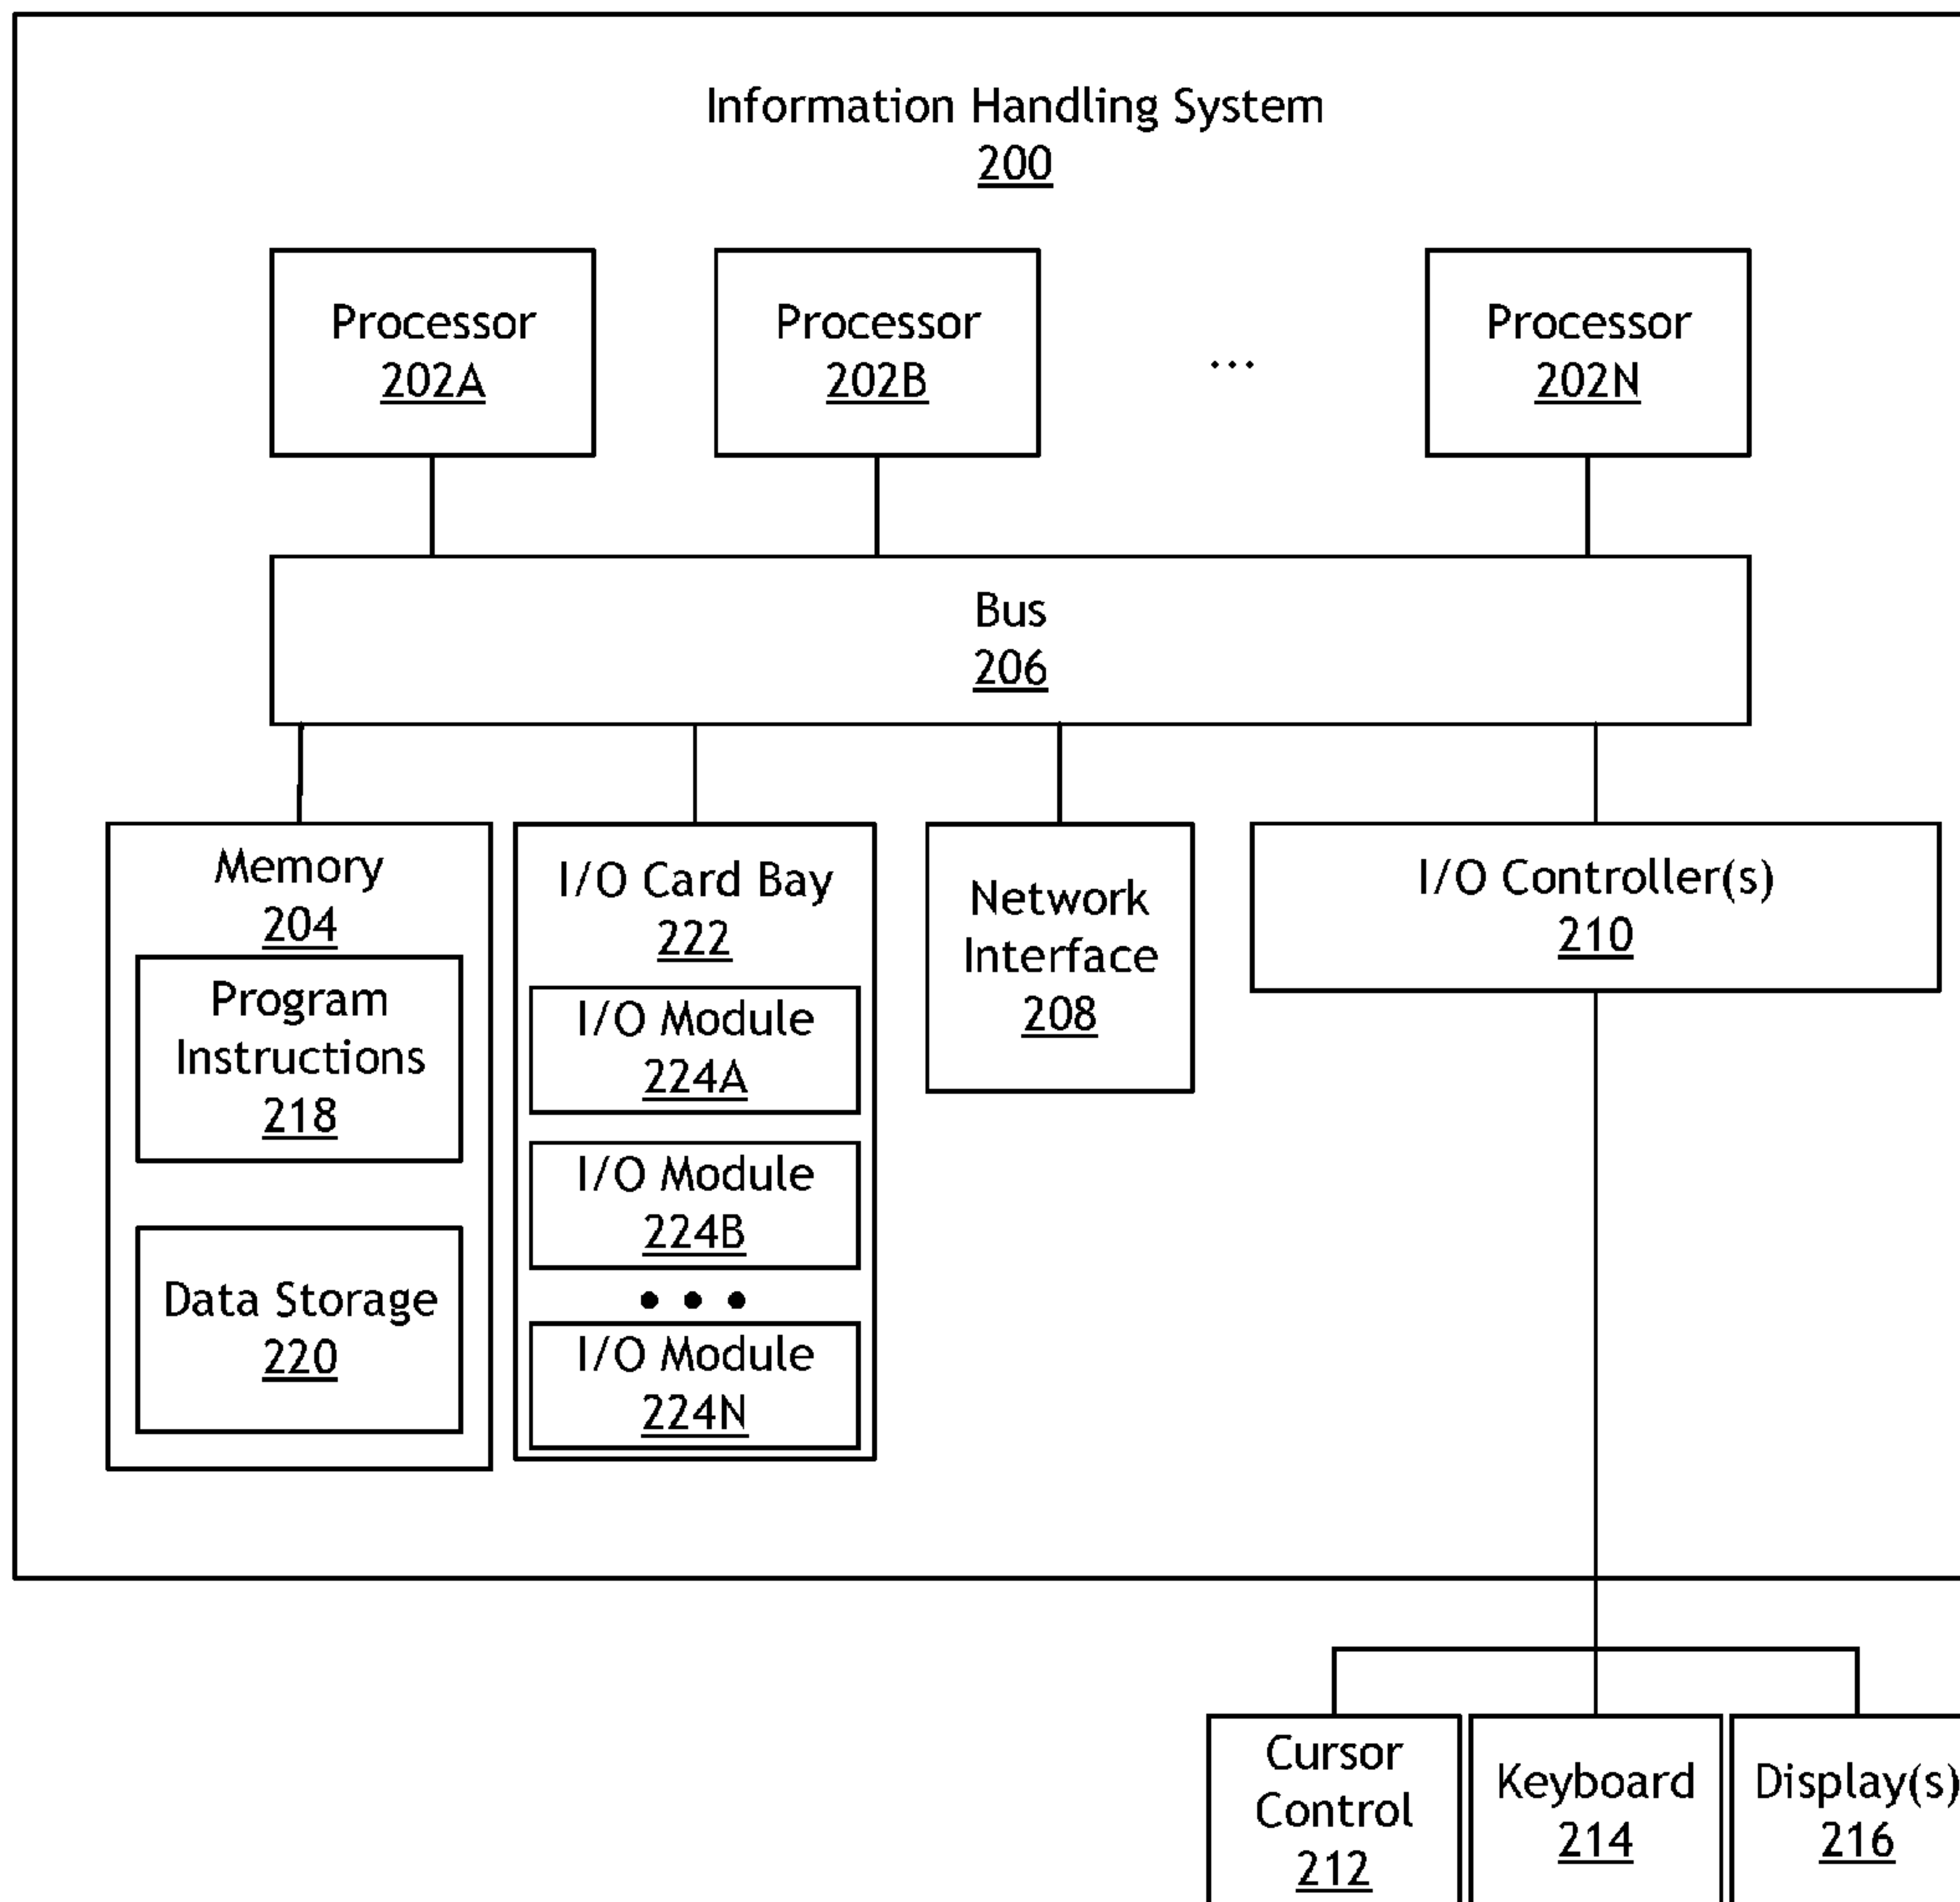 Information Handling System
200
Processor
202A
Processor
202B
...
Processor
202N
Bus
206
Memory
204
Program
Instructions
218
Data Storage
220
I/O Card Bay
222
I/O Module
224A
I/O Module
224B
• • •
I/O Module
224N
Network
Interface
208
I/O Controller(s)
210
Cursor
Control
212
Keyboard
214
Display(s)
216